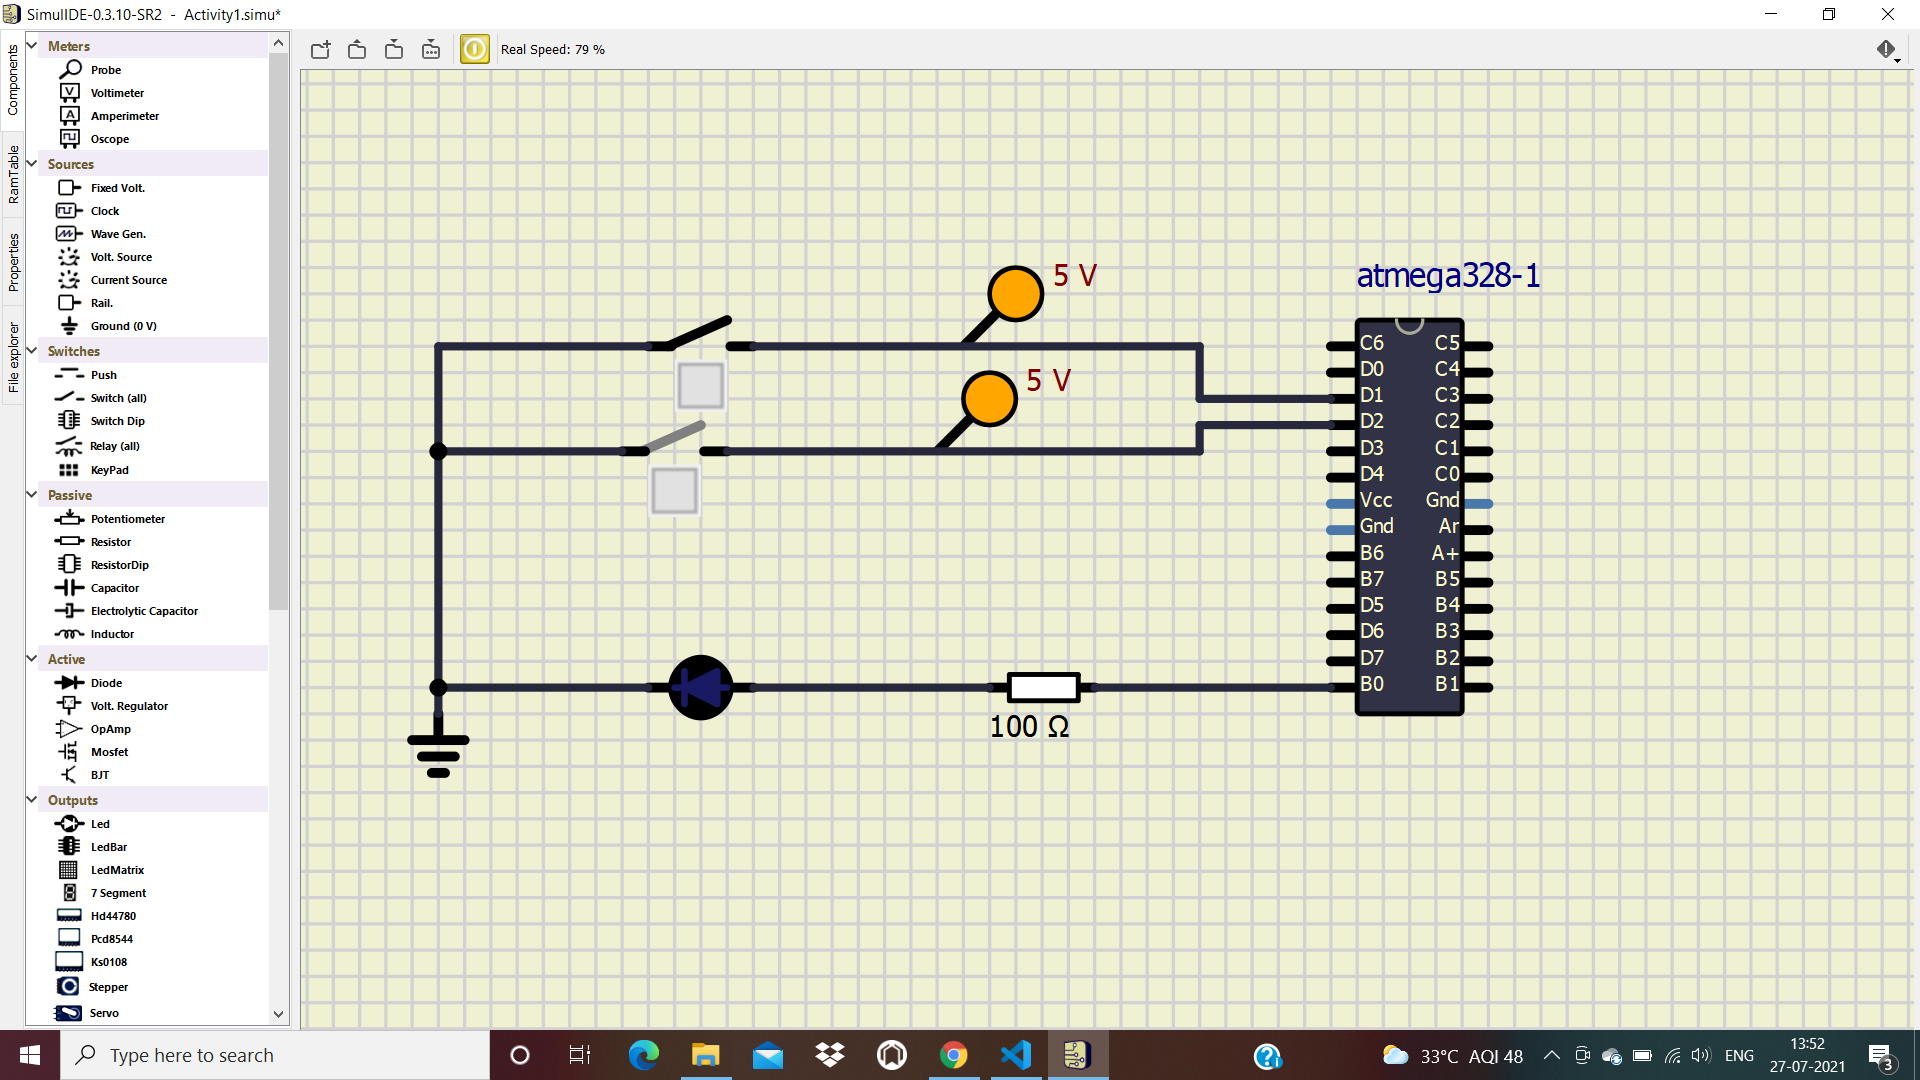 SimulIDE-0.3.10-SR2 - Activity1.simu*
Components
RamTable
Properties
File explorer
Meters
Probe
Voltimeter
Amperimeter
Oscope
Sources
Fixed Volt.
Clock
Wave Gen.
Volt. Source
Current Source
Rail.
Ground (0 V)
Switches
Push
Switch (all)
Switch Dip
Relay (all)
KeyPad
Passive
Potentiometer
Resistor
ResistorDip
Capacitor
Electrolytic Capacitor
Inductor
Active
Diode
Volt. Regulator
OpAmp
Mosfet
BJT
Outputs
Led
LedBar
LedMatrix
7 Segment
Hd44780
Pcd8544
Ks0108
Stepper
Servo
Real Speed: 79 %
5 V
5 V
100 Ω
atmega328-1
C6 C5
D0 C4
D1 C3
D2 C2
D3 C1
D4 C0
Vcc Gnd
Gnd Ar
B6 A+
B7 B5
D5 B4
D6 B3
D7 B2
B0 B1
Type here to search
33°C AQI 48
ENG
13:52
27-07-2021
3